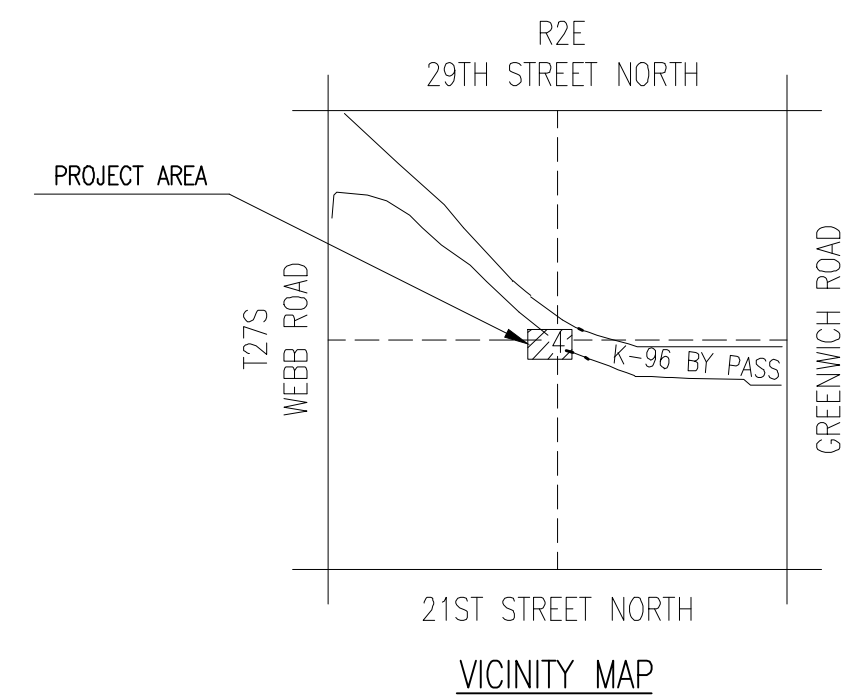 R2E
29TH STREET NORTH
PROJECT AREA
T27S
WEBB ROAD
4
K-96 BY PASS
GREENWICH ROAD
21ST STREET NORTH
VICINITY MAP